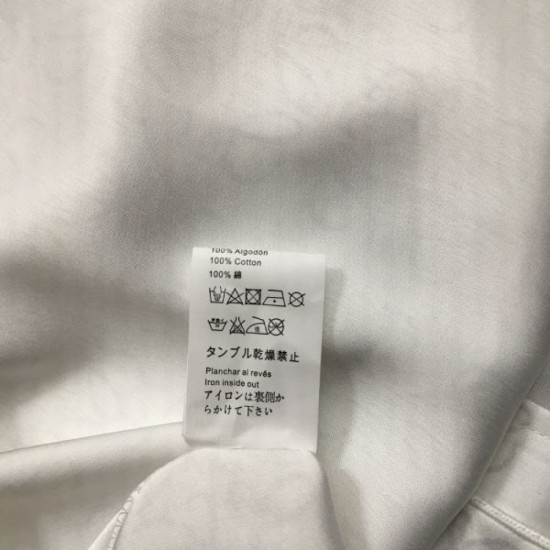 100% Algodon
100% Cotton
100% 綿
タンブル乾燥禁止
Planchar al revés
Iron inside out
アイロンは裏側か
らかけて下さい